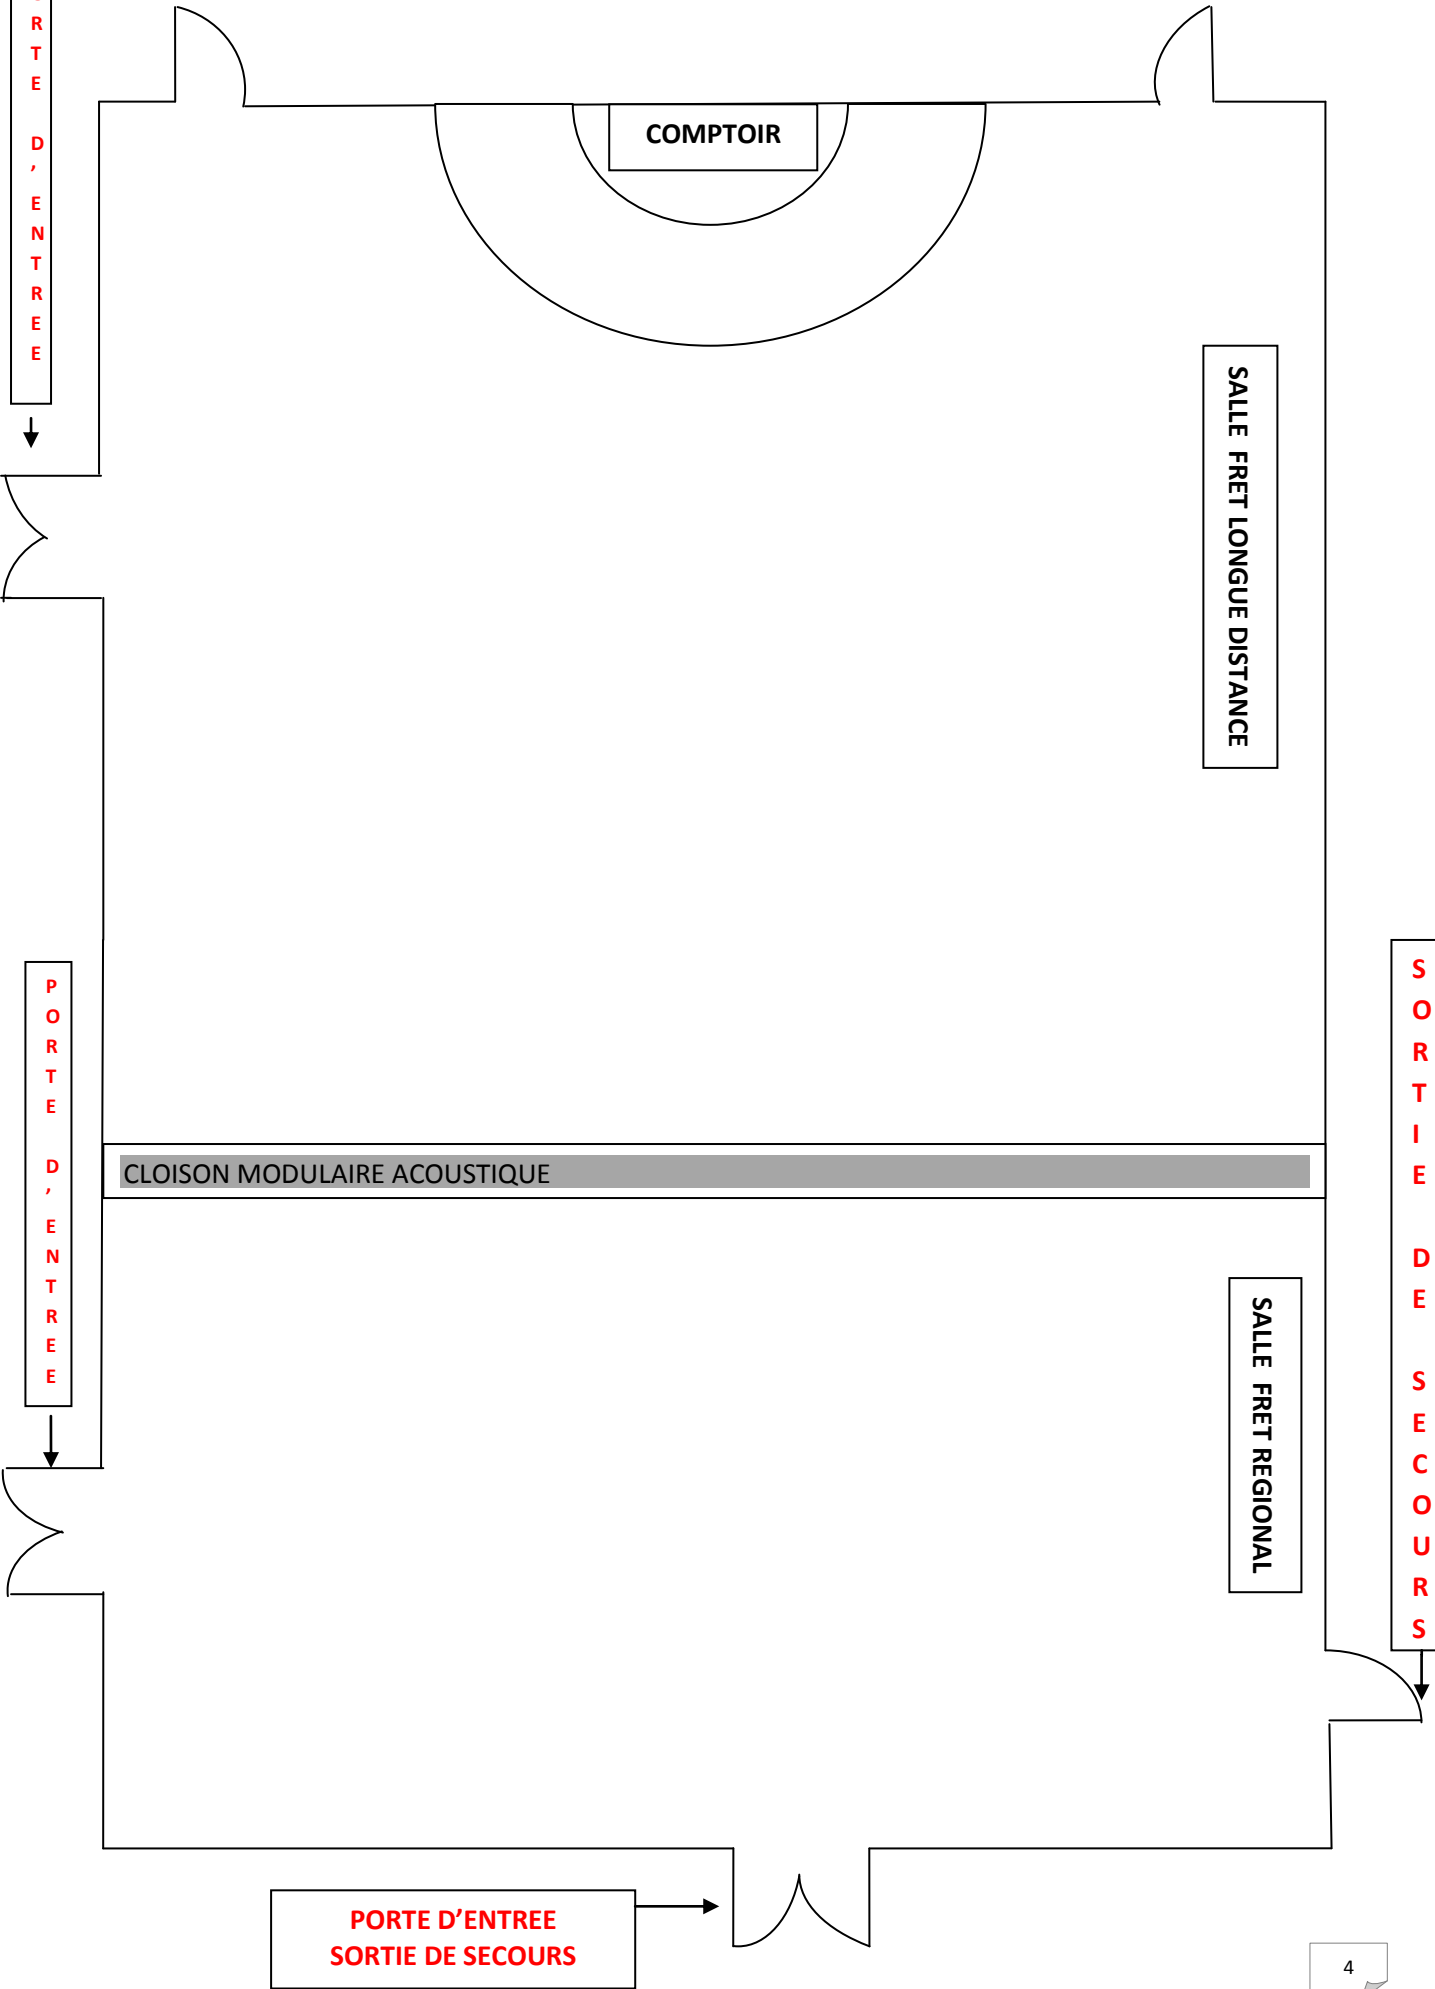 RTE D’ENTREE
COMPTOIR
SALLE FRET LONGUE DISTANCE
PORTE D’ENTREE
SORTIE DE SECOURS
CLOISON MODULAIRE ACOUSTIQUE
SALLE FRET REGIONAL
PORTE D’ENTREE
SORTIE DE SECOURS
4